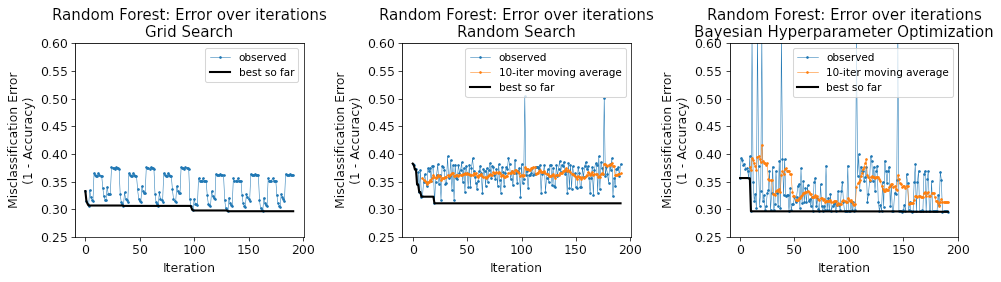 Random Forest: Error over iterations
Grid Search
Misclassification Error
(1 - Accuracy)
0.60
0.55
0.50
0.45
0.40
0.35
0.30
0.25
observed
best so far
0
50
100
150
200
Iteration
Random Forest: Error over iterations
Random Search
Misclassification Error
(1 - Accuracy)
0.60
0.55
0.50
0.45
0.40
0.35
0.30
0.25
observed
10-iter moving average
best so far
0
50
100
150
200
Iteration
Random Forest: Error over iterations
Bayesian Hyperparameter Optimization
Misclassification Error
(1 - Accuracy)
0.60
0.55
0.50
0.45
0.40
0.35
0.30
0.25
observed
10-iter moving average
best so far
0
50
100
150
200
Iteration